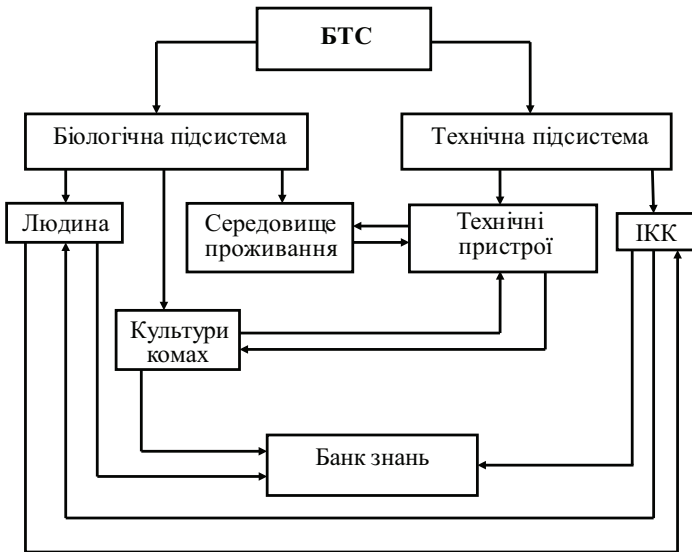 БТС
Біологічна підсистема
Технічна підсистема
Людина
Середовище
проживання
Технічні
пристрої
ІКК
Культури
комах
Банк знань